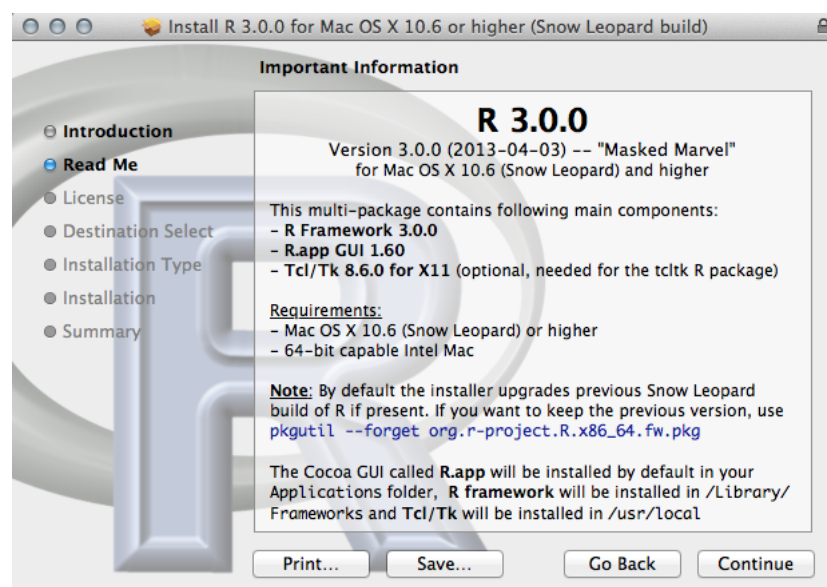 Install R 3.0.0 for Mac OS X 10.6 or higher (Snow Leopard build)
Important Information
Introduction
Read Me
License
Destination Select
Installation Type
Installation
Summary
R 3.0.0
Version 3.0.0 (2013-04-03) -- "Masked Marvel"
for Mac OS X 10.6 (Snow Leopard) and higher
This multi-package contains following main components:
- R Framework 3.0.0
- R.app GUI 1.60
- Tcl/Tk 8.6.0 for X11 (optional, needed for the tcltk R package)
Requirements:
- Mac OS X 10.6 (Snow Leopard) or higher
- 64-bit capable Intel Mac
Note: By default the installer upgrades previous Snow Leopard
build of R if present. If you want to keep the previous version, use
pkgutil --forget org.r-project.R.x86_64.fw.pkg
The Cocoa GUI called R.app will be installed by default in your
Applications folder, R framework will be installed in /Library/
Frameworks and Tcl/Tk will be installed in /usr/local
Print...
Save...
Go Back
Continue
R